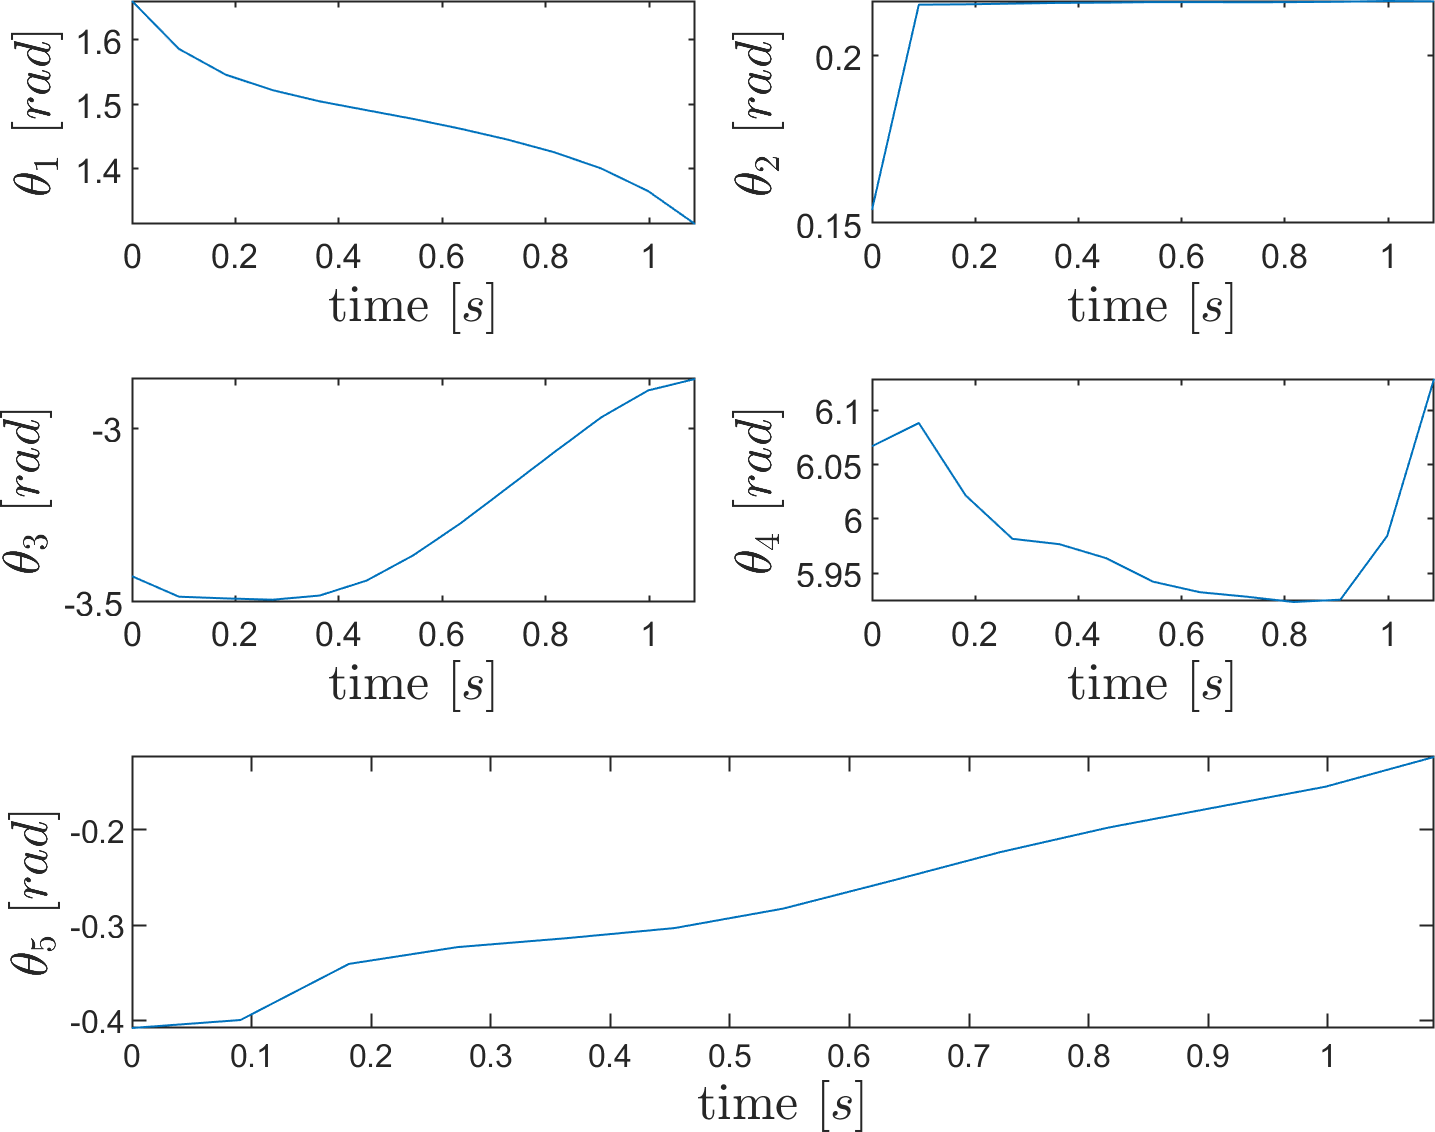 θ1 [rad]
1.6
1.5
1.4
0 0.2 0.4 0.6 0.8 1
time [s]
θ2 [rad]
0.2
0.15
0 0.2 0.4 0.6 0.8 1
time [s]
θ3 [rad]
-3
-3.5
0 0.2 0.4 0.6 0.8 1
time [s]
θ4 [rad]
6.1
6.05
6
5.95
0 0.2 0.4 0.6 0.8 1
time [s]
θ5 [rad]
-0.2
-0.3
-0.4
0 0.1 0.2 0.3 0.4 0.5 0.6 0.7 0.8 0.9 1
time [s]